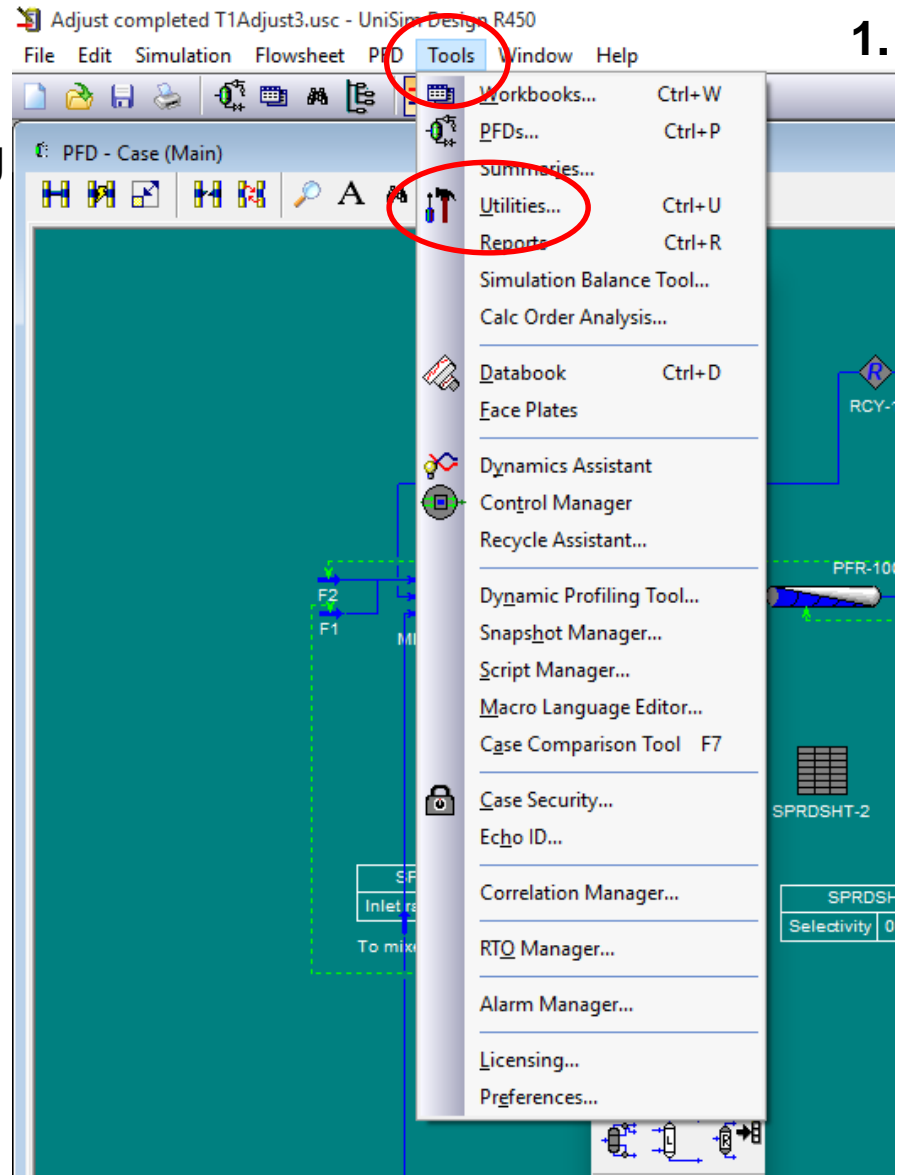 Adjust completed T1Adjust3.usc - UniSim Design R450
1.
File Edit Simulation Flowsheet PFD Tools Window Help
Workbooks... Ctrl+W
PFDs... Ctrl+P
g
PFD - Case (Main)
Summaries...
A
Utilities... Ctrl+U
Reports Ctrl+R
Simulation Balance Tool...
Calc Order Analysis...
Databook Ctrl+D
R
RCY-1
Face Plates
Dynamics Assistant
Control Manager
Recycle Assistant...
PFR-100
F2
Dynamic Profiling Tool...
F1
Snapshot Manager...
Script Manager...
Macro Language Editor...
Case Comparison Tool F7
Case Security...
SPRDSHT-2
Echo ID...
Correlation Manager...
SP
SPRDSH
Inlet ra
Selectivity 0
To mixe
RTO Manager...
Alarm Manager...
Licensing...
Preferences...
L
R